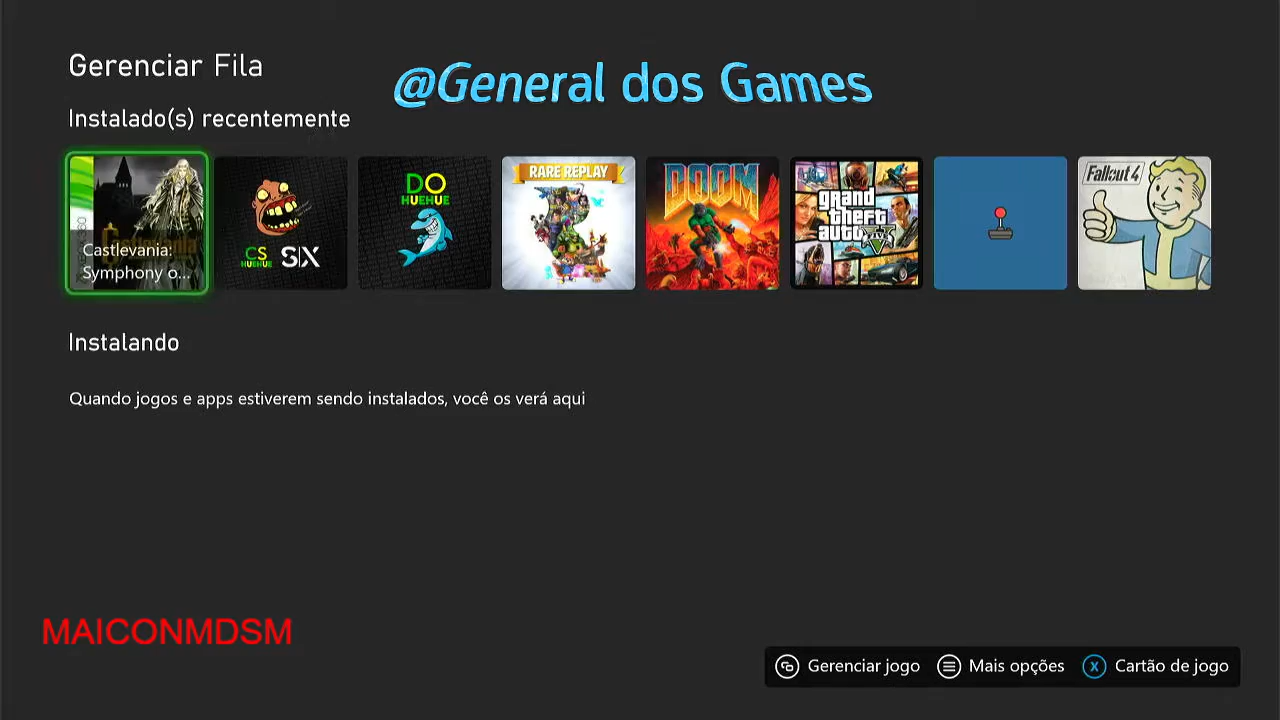 Gerenciar Fila
@General dos Games
Instalado(s) recentemente
Castlevania:
Symphony o...
CS
HUEHUE
SIX
DO
HUEHUE
RARE REPLAY
DOOM
grand
theft
auto
V
Fallout 4
Instalando
Quando jogos e apps estiverem sendo instalados, você os verá aqui
MAICONMDSM
Gerenciar jogo
Mais opções
X
Cartão de jogo